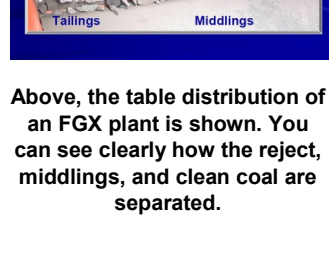 Tailings Middlings
Above, the table distribution of
an FGX plant is shown. You
can see clearly how the reject,
middlings, and clean coal are
separated.